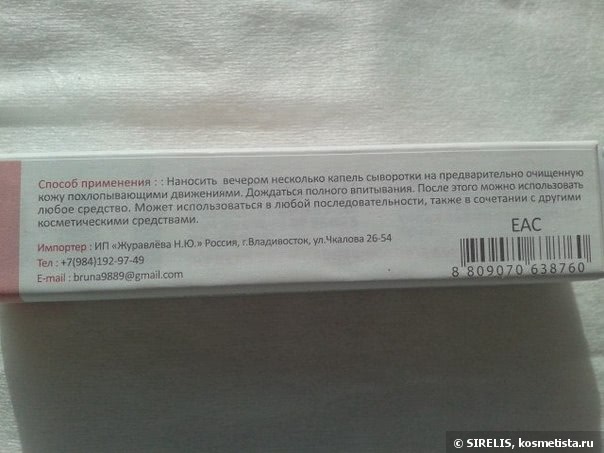 Способ применения : : Наносить вечером несколько капель сыворотки на предварительно очищенную
кожу похлопывающими движениями. Дождаться полного впитывания. После этого можно использовать
любое средство. Может использоваться в любой последовательности, также в сочетании с другими
косметическими средствами.
Импортер : ИП «Журавлёва Н.Ю.» Россия, г.Владивосток, ул.Чкалова 26-54
Тел : +7(984)192-97-49
E-mail : bruna9889@gmail.com
EAC
8 809070 638760
© SIRELIS, kosmetista.ru